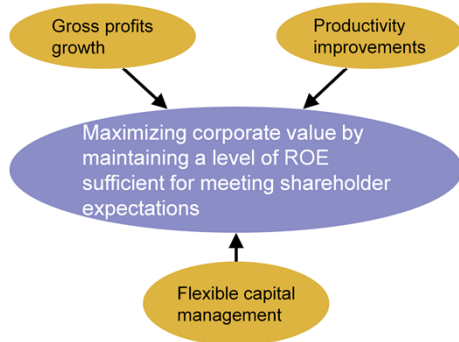 Gross profits
growth
Productivity
improvements
Maximizing corporate value by
maintaining a level of ROE
sufficient for meeting shareholder
expectations
Flexible capital
management